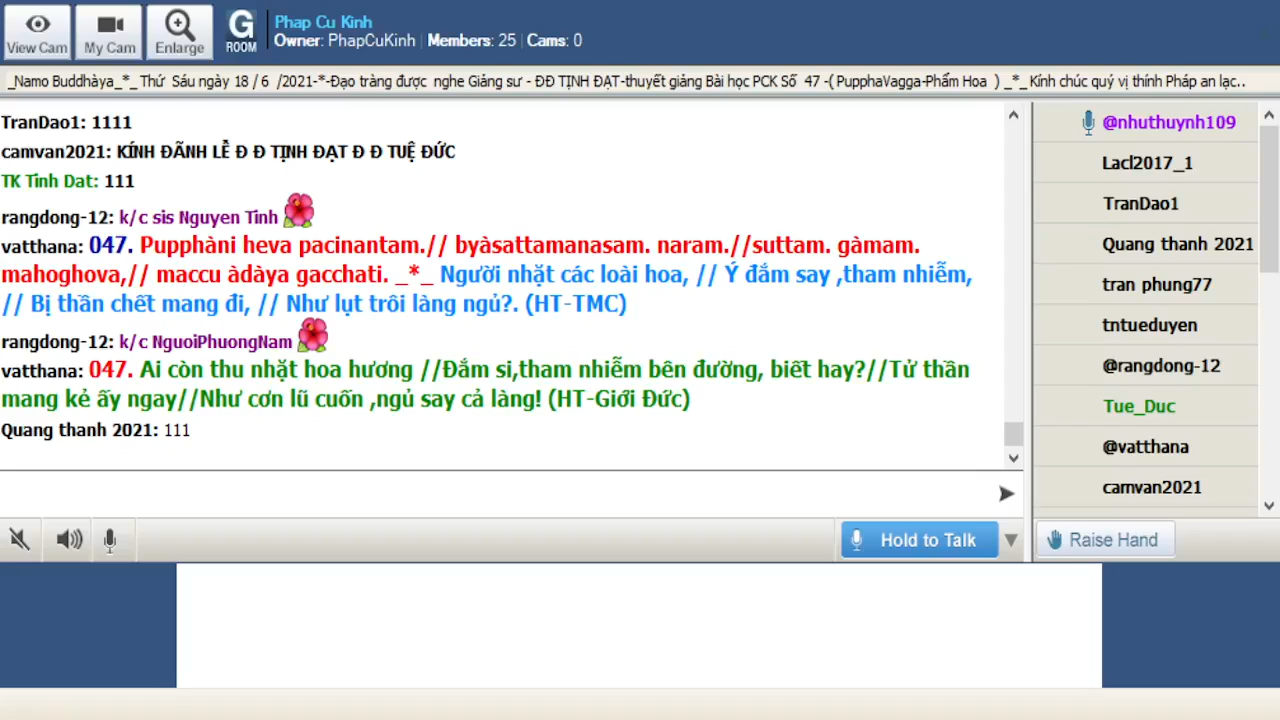 View Cam
My Cam
Enlarge
G
ROOM
Phap Cu Kinh
Owner: PhapCuKinh Members: 25 Cams: 0
_Namo Buddhàya_*_ Thứ Sáu ngày 18 / 6 /2021-*-Đạo tràng được nghe Giảng sư - ĐĐ TỊNH ĐẠT-thuyết giảng Bài học PCK Số 47 -( PupphaVagga-Phẩm Hoa ) _*_ Kính chúc quý vị thính Pháp an lạc..
TranDao1: 1111
camvan2021: KÍNH ĐÃNH LỄ Đ Đ TỊNH ĐẠT Đ Đ TUỆ ĐỨC
TK Tinh Dat: 111
rangdong-12: k/c sis Nguyen Tinh
vatthana: 047. Pupphàni heva pacinantam.// byàsattamanasam. naram.//suttam. gàmam.
mahoghova,// maccu àdàya gacchati. _*_ Người nhặt các loài hoa, // Ý đắm say ,tham nhiễm,
// Bị thần chết mang đi, // Như lụt trôi làng ngủ?. (HT-TMC)
rangdong-12: k/c NguoiPhuongNam
vatthana: 047. Ai còn thu nhặt hoa hương //Đắm si,tham nhiễm bên đường, biết hay?//Tử thần
mang kẻ ấy ngay//Như cơn lũ cuốn ,ngủ say cả làng! (HT-Giới Đức)
Quang thanh 2021: 111
@nhuthuynh109
Lacl2017_1
TranDao1
Quang thanh 2021
tran phung77
tntueduyen
@rangdong-12
Tue_Duc
@vatthana
camvan2021
Hold to Talk
Raise Hand